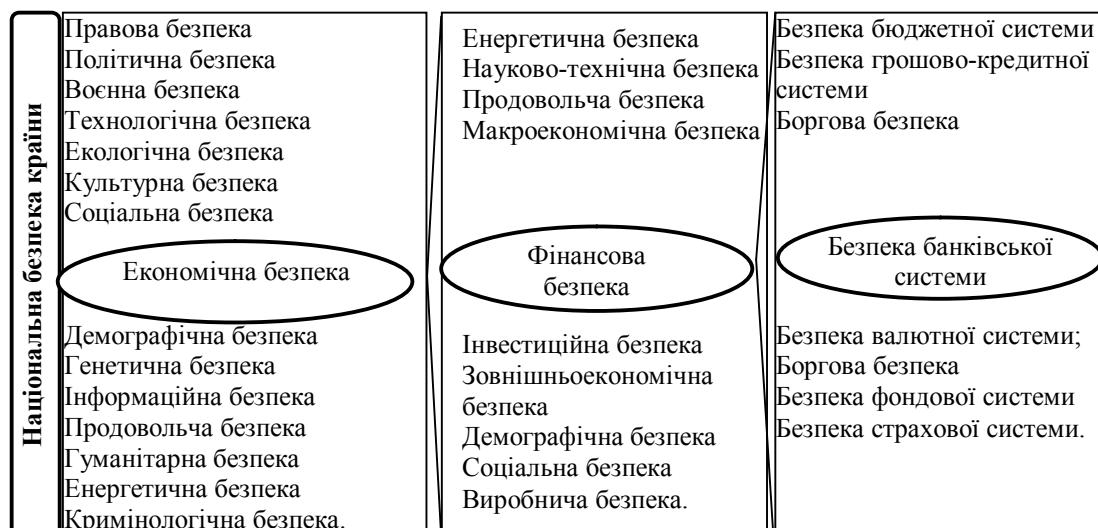 Національна безпека країни
Правова безпека
Політична безпека
Воєнна безпека
Технологічна безпека
Екологічна безпека
Культурна безпека
Соціальна безпека
Економічна безпека
Демографічна безпека
Генетична безпека
Інформаційна безпека
Продовольча безпека
Гуманітарна безпека
Енергетична безпека
Кримінологічна безпека.
Енергетична безпека
Науково-технічна безпека
Продовольча безпека
Макроекономічна безпека
Фінансова
безпека
Інвестиційна безпека
Зовнішньоекономічна
безпека
Демографічна безпека
Соціальна безпека
Виробнича безпека.
Безпека бюджетної системи
Безпека грошово-кредитної
системи
Боргова безпека
Безпека банківської
системи
Безпека валютної системи;
Боргова безпека
Безпека фондової системи
Безпека страхової системи.